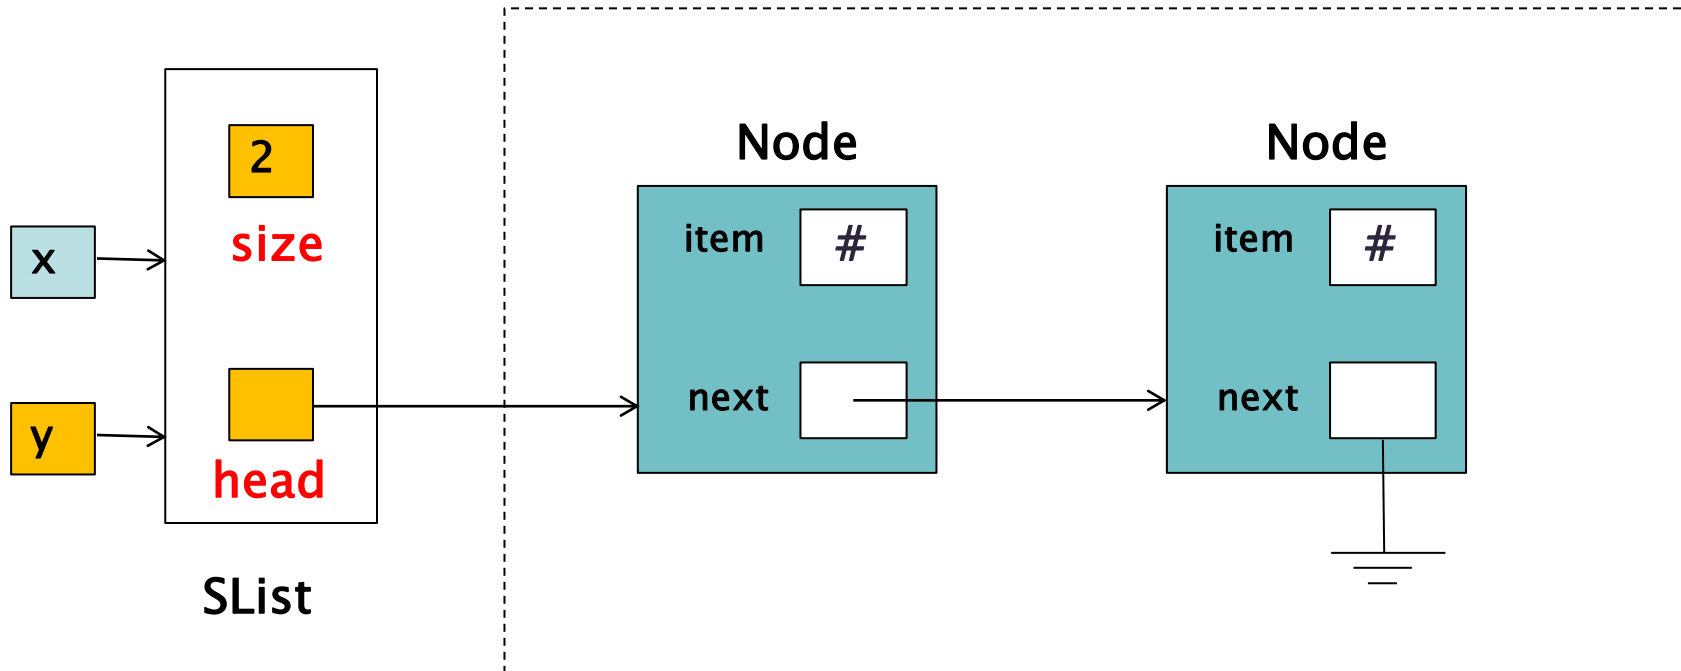 Node
Node
2
item #
item #
size
x
next
next
y
head
SList